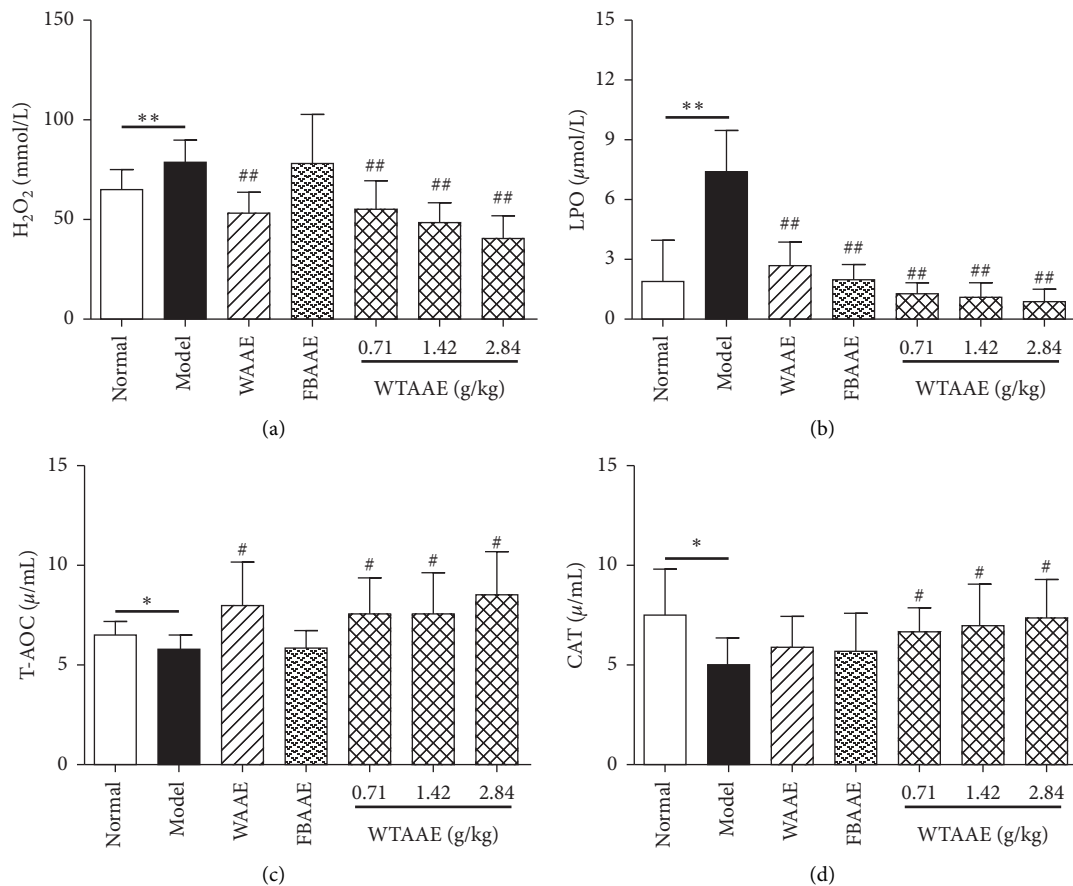 H₂O₂ (mmol/L)
150
100
50
0
**
##
##
##
##
Normal
Model
WAAE
FBAAE
0.71 1.42 2.84
WTAAE (g/kg)
(a)
LPO (μmol/L)
15
12
9
6
3
0
**
##
##
##
##
##
Normal
Model
WAAE
FBAAE
0.71 1.42 2.84
WTAAE (g/kg)
(b)
T-AOC (μ/mL)
15
10
5
0
*
#
#
#
#
Normal
Model
WAAE
FBAAE
0.71 1.42 2.84
WTAAE (g/kg)
(c)
CAT (μ/mL)
15
10
5
0
*
#
#
#
Normal
Model
WAAE
FBAAE
0.71 1.42 2.84
WTAAE (g/kg)
(d)